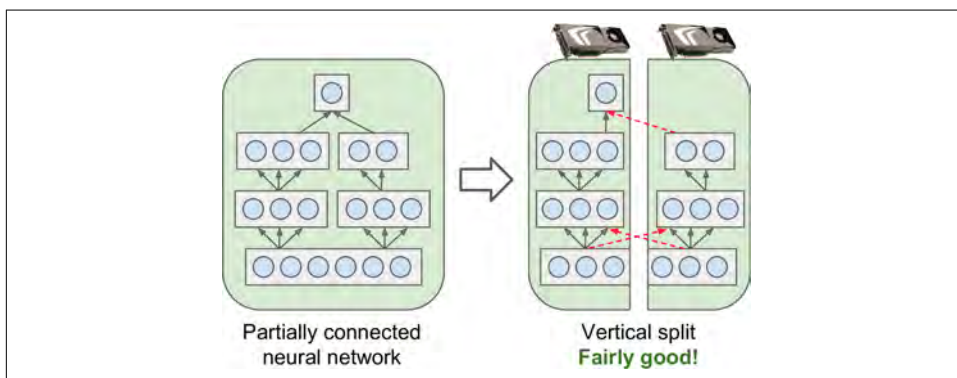 Partially connected
neural network
Vertical split
Fairly good!